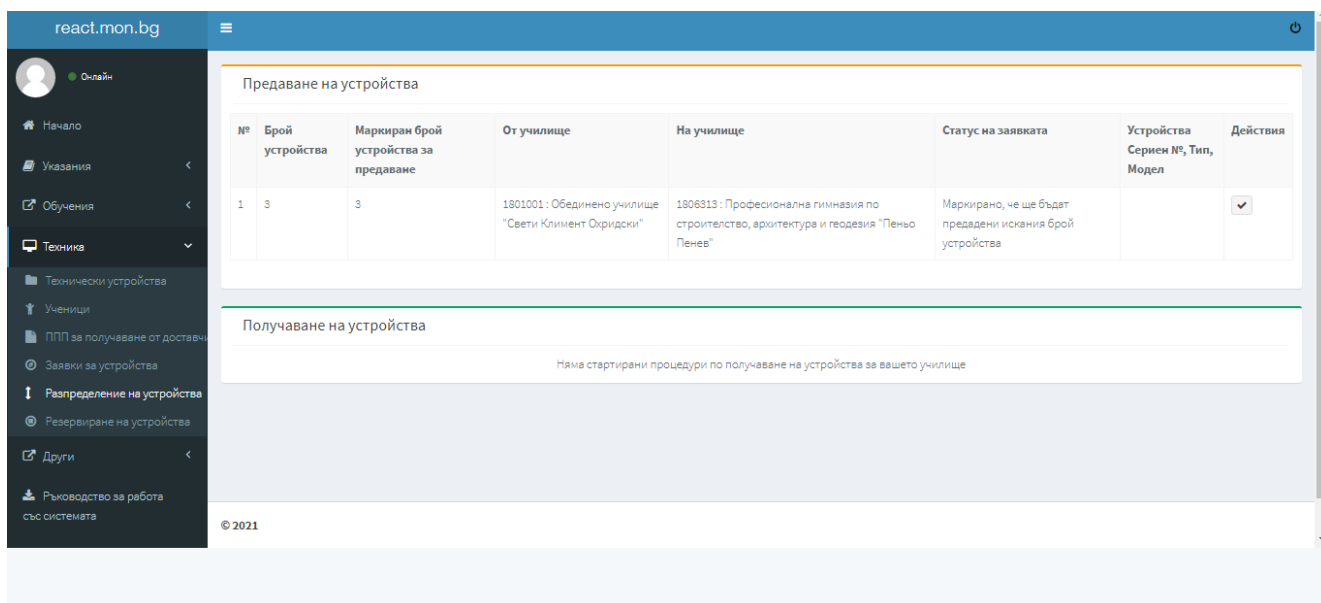 react.mon.bg
Онлайн
Начало
Указания
Обучения
Техника
Технически устройства
Ученици
ППП за получаване от доставчи
Заявки за устройства
Разпределение на устройства
Резервиране на устройства
Други
Ръководство за работа
със системата
Предаване на устройства
№ Брой Маркиран брой От училище На училище Статус на заявката Устройства Действия
устройства устройства за Сериен №, Тип,
предаване Модел
1 3 3 1801001 : Обединено училище 1806313 : Професионална гимназия по Маркирано, че ще бъдат
"Свети Климент Охридски" строителство, архитектура и геодезия "Пеньо предадени искания брой
Пенев" устройства
Получаване на устройства
Няма стартирани процедури по получаване на устройства за вашето училище
© 2021